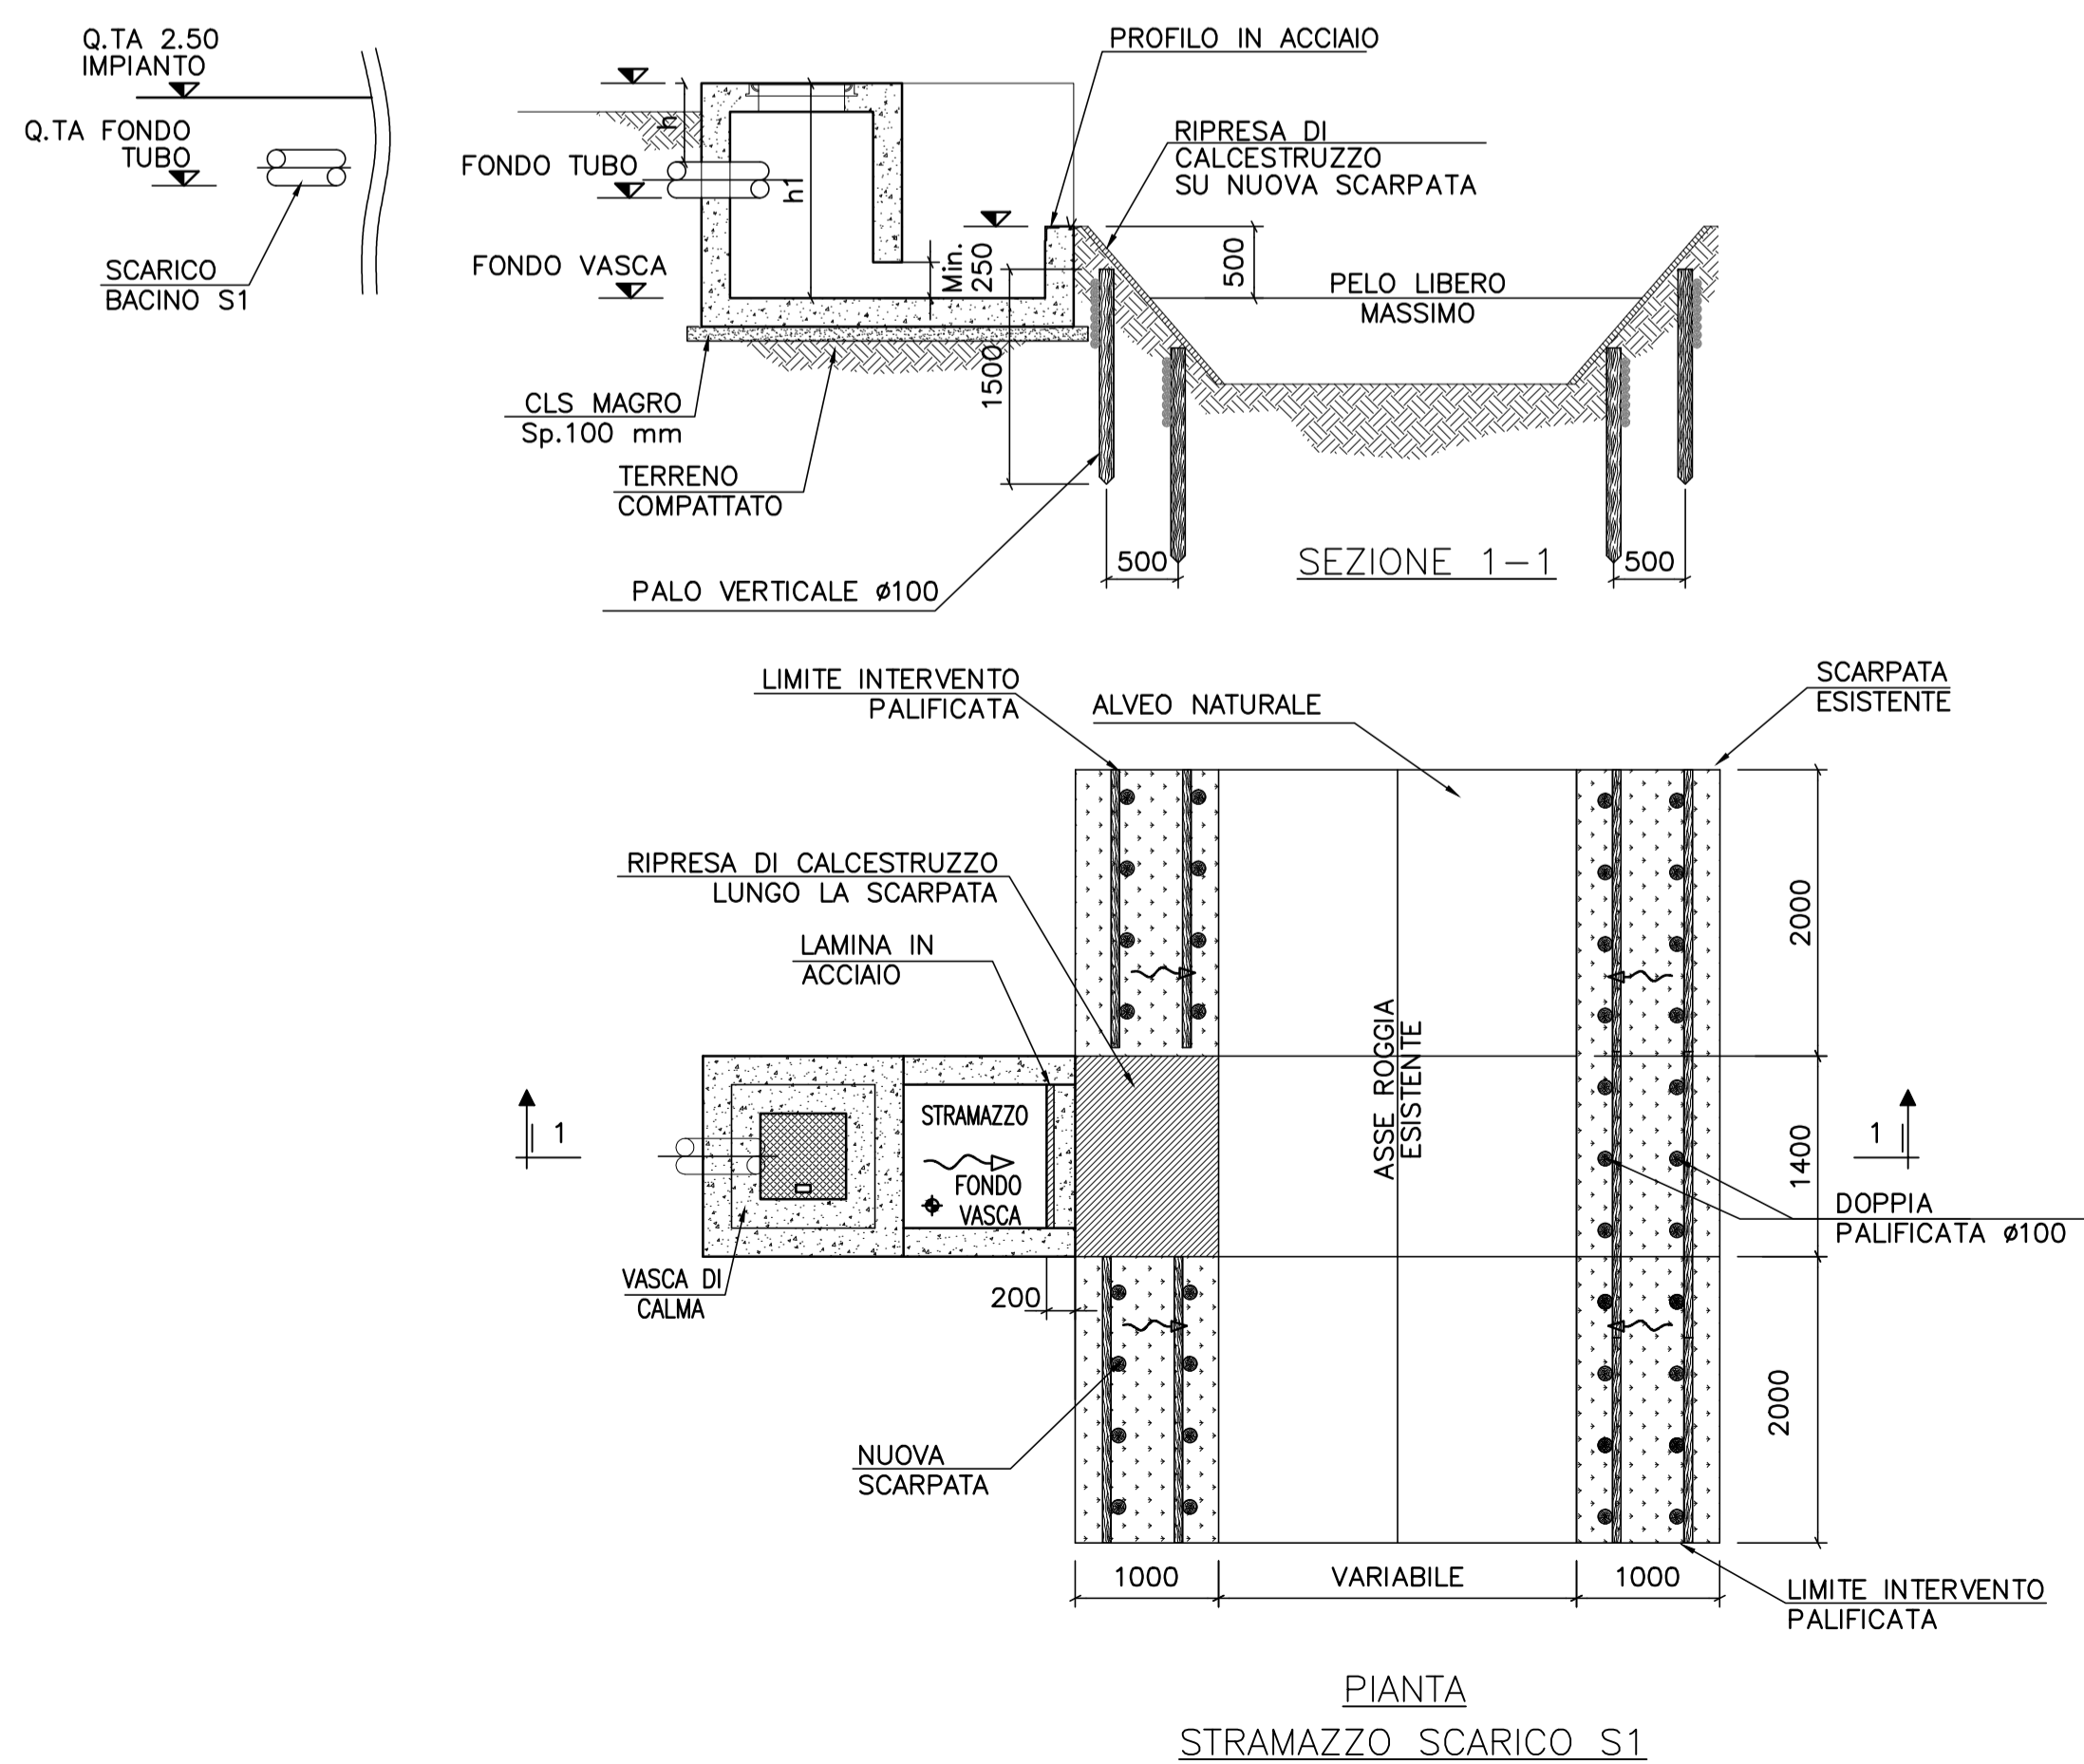 Q.TA 2.50
IMPIANTO
Q.TA FONDO
TUBO
SCARICO
BACINO S1
h
h1
FONDO TUBO
FONDO VASCA
Min.
250
PROFILO IN ACCIAIO
RIPRESA DI
CALCESTRUZZO
SU NUOVA SCARPATA
500
PELO LIBERO
MASSIMO
1500
CLS MAGRO
Sp.100 mm
TERRENO
COMPATTATO
PALO VERTICALE ø100
500
500
SEZIONE 1-1
LIMITE INTERVENTO
PALIFICATA
ALVEO NATURALE
SCARPATA
ESISTENTE
RIPRESA DI CALCESTRUZZO
LUNGO LA SCARPATA
LAMINA IN
ACCIAIO
2000
ASSE ROGGIA
ESISTENTE
STRAMAZZO
FONDO
VASCA
1
1
1400
DOPPIA
PALIFICATA ø100
VASCA DI
CALMA
200
2000
NUOVA
SCARPATA
1000
VARIABILE
1000
LIMITE INTERVENTO
PALIFICATA
PIANTA
STRAMAZZO SCARICO S1